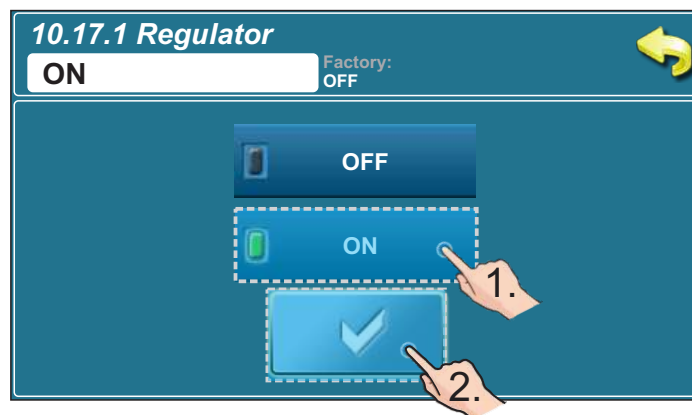 10.17.1 Regulator
ON
Factory:
OFF
OFF
ON
1.
2.